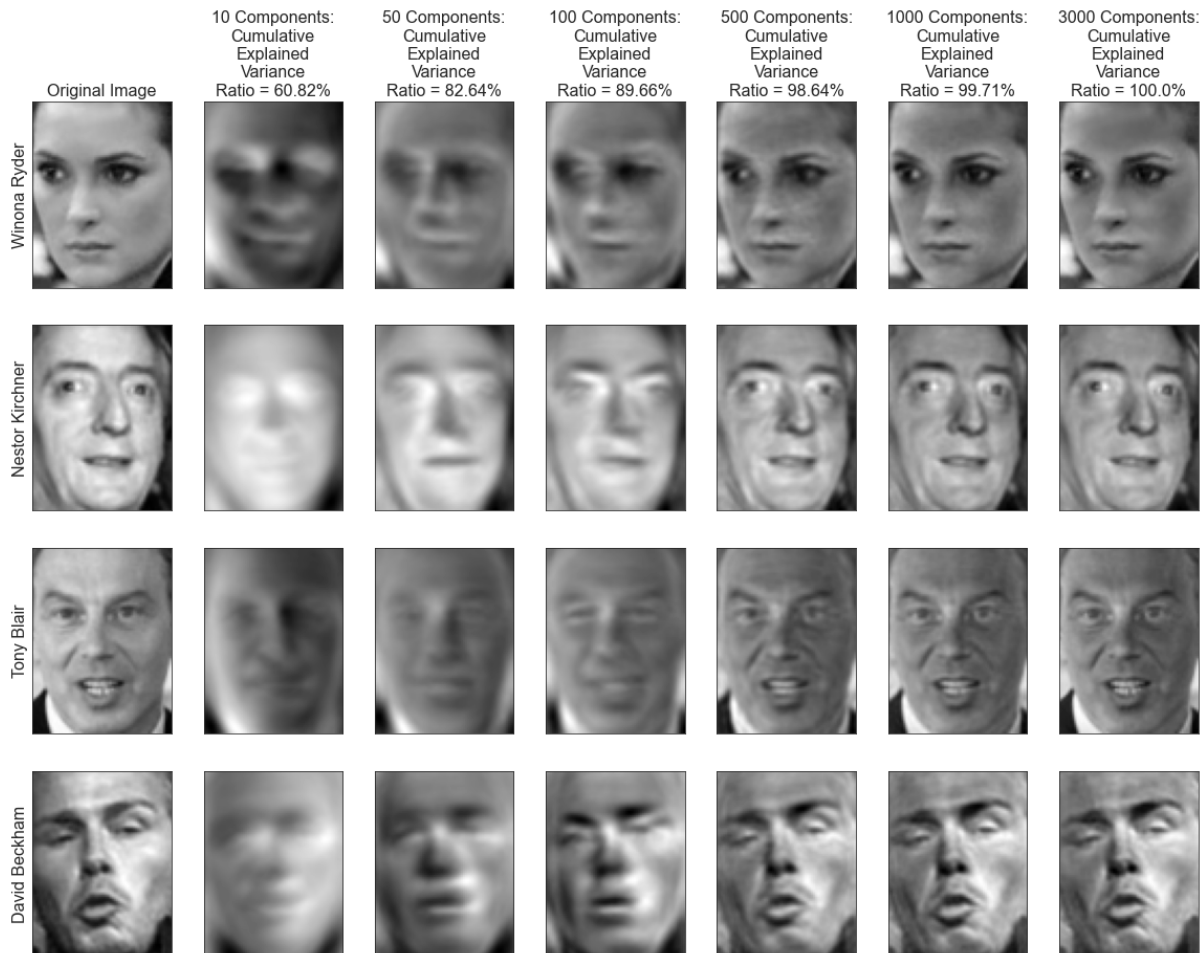 Original Image
10 Components:
Cumulative
Explained
Variance
Ratio = 60.82%
50 Components:
Cumulative
Explained
Variance
Ratio = 82.64%
100 Components:
Cumulative
Explained
Variance
Ratio = 89.66%
500 Components:
Cumulative
Explained
Variance
Ratio = 98.64%
1000 Components:
Cumulative
Explained
Variance
Ratio = 99.71%
3000 Components:
Cumulative
Explained
Variance
Ratio = 100.0%
Winona Ryder
Nestor Kirchner
Tony Blair
David Beckham